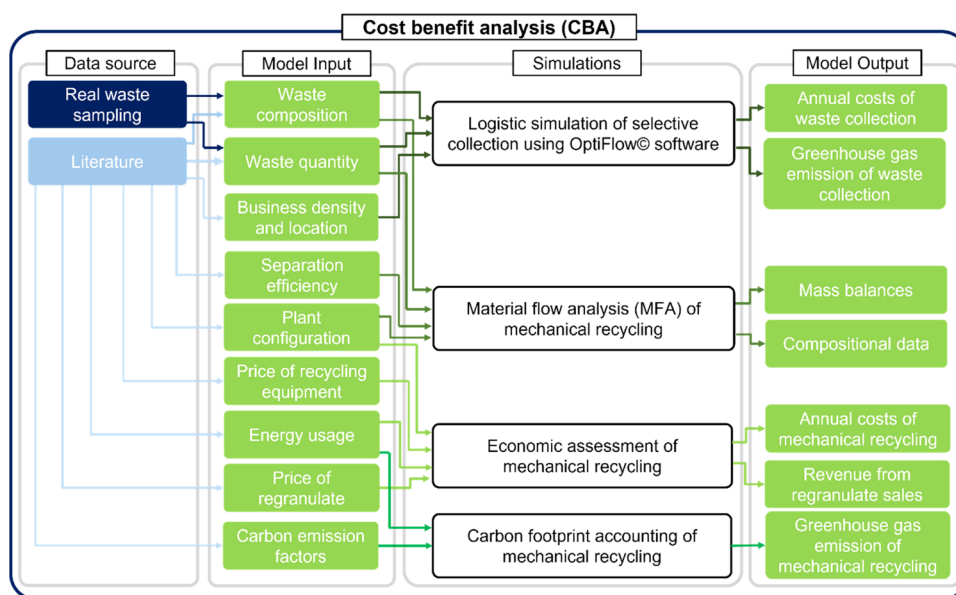 Cost benefit analysis (CBA)
Data source
Model Input
Simulations
Model Output
Real waste
sampling
Literature
Waste
composition
Waste quantity
Business density
and location
Separation
efficiency
Plant
configuration
Price of recycling
equipment
Energy usage
Price of
regranulate
Carbon emission
factors
Logistic simulation of selective
collection using OptiFlow© software
Material flow analysis (MFA) of
mechanical recycling
Economic assessment of
mechanical recycling
Carbon footprint accounting of
mechanical recycling
Annual costs of
waste collection
Greenhouse gas
emission of waste
collection
Mass balances
Compositional data
Annual costs of
mechanical recycling
Revenue from
regranulate sales
Greenhouse gas
emission of
mechanical recycling